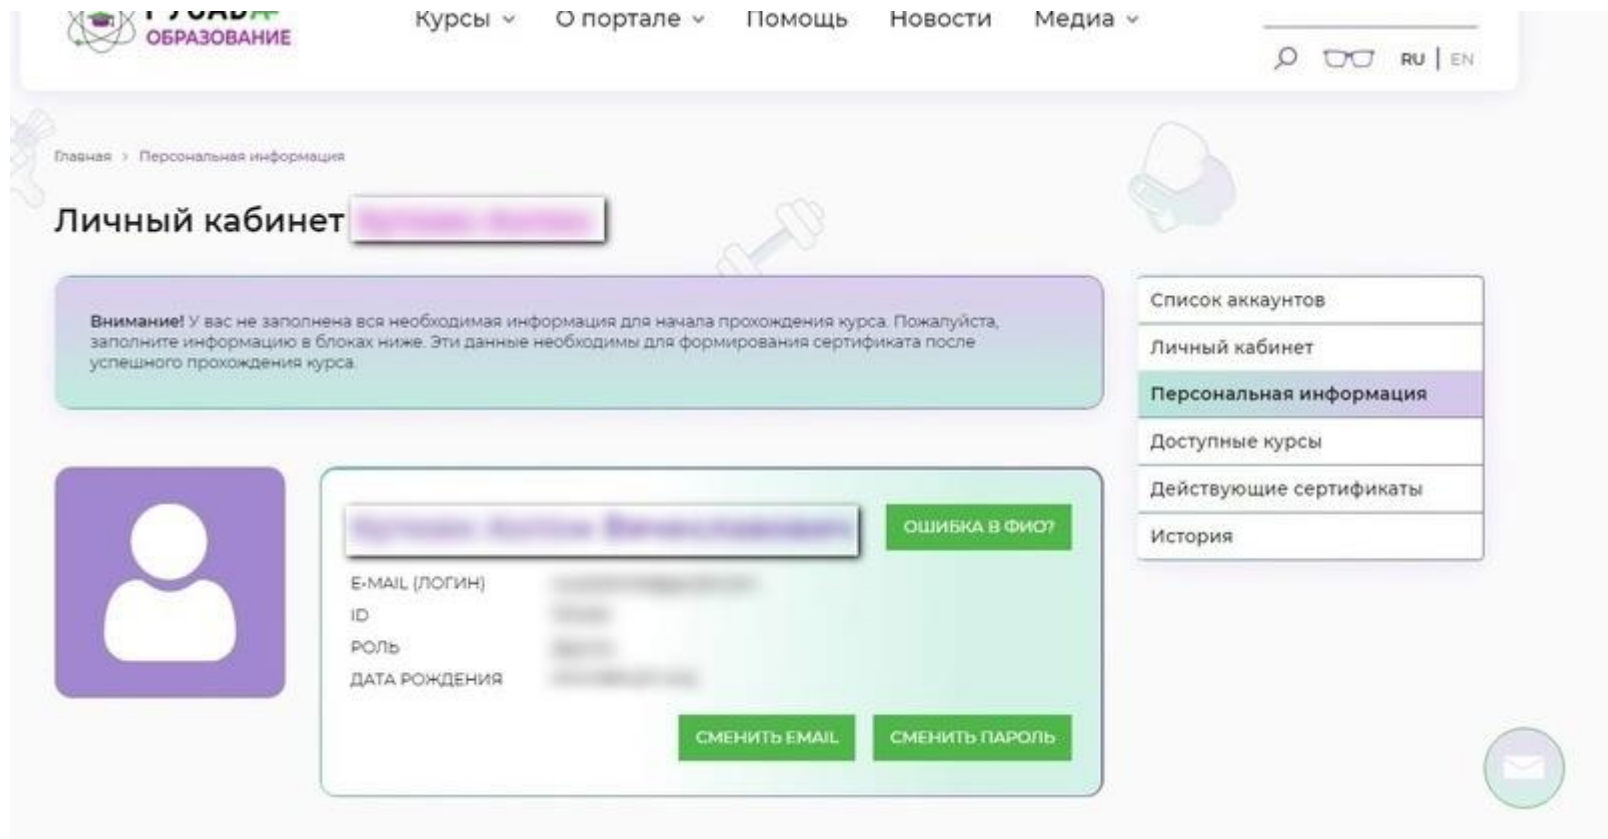 РУСАДА
ОБРАЗОВАНИЕ
Курсы О портале Помощь Новости Медиа
RU | EN
Главная > Персональная информация
Личный кабинет
Внимание! У вас не заполнена вся необходимая информация для начала прохождения курса. Пожалуйста,
заполните информацию в блоках ниже. Эти данные необходимы для формирования сертификата после
успешного прохождения курса.
Список аккаунтов
Личный кабинет
Персональная информация
Доступные курсы
Действующие сертификаты
История
ОШИБКА В ФИО?
E-MAIL (ЛОГИН)
ID
РОЛЬ
ДАТА РОЖДЕНИЯ
СМЕНИТЬ EMAIL СМЕНИТЬ ПАРОЛЬ